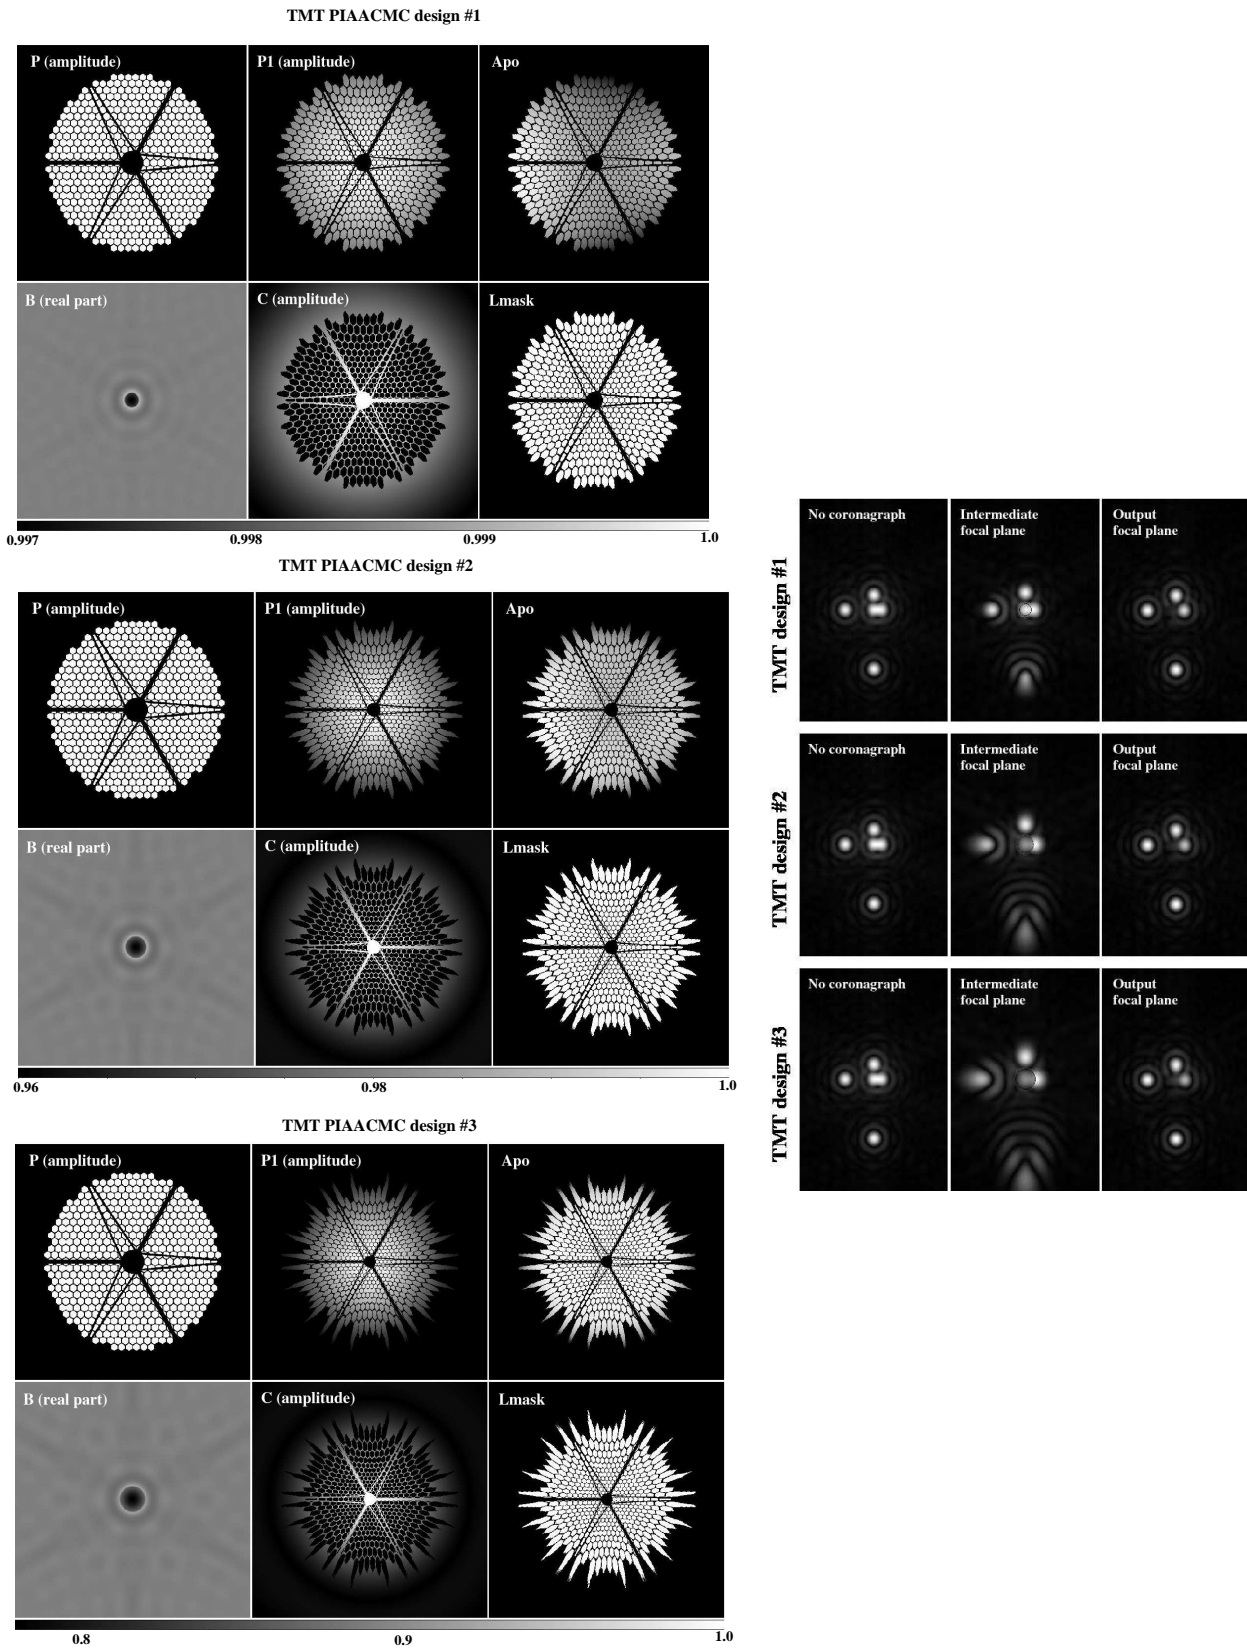 TMT PIAACMC design #1
P (amplitude)
P1 (amplitude)
Apo
B (real part)
C (amplitude)
Lmask
0.997
0.998
0.999
1.0
TMT PIAACMC design #2
P (amplitude)
P1 (amplitude)
Apo
B (real part)
C (amplitude)
Lmask
0.96
0.98
1.0
TMT PIAACMC design #3
P (amplitude)
P1 (amplitude)
Apo
B (real part)
C (amplitude)
Lmask
0.8
0.9
1.0
TMT design #1
No coronagraph
Intermediate
focal plane
Output
focal plane
TMT design #2
No coronagraph
Intermediate
focal plane
Output
focal plane
TMT design #3
No coronagraph
Intermediate
focal plane
Output
focal plane